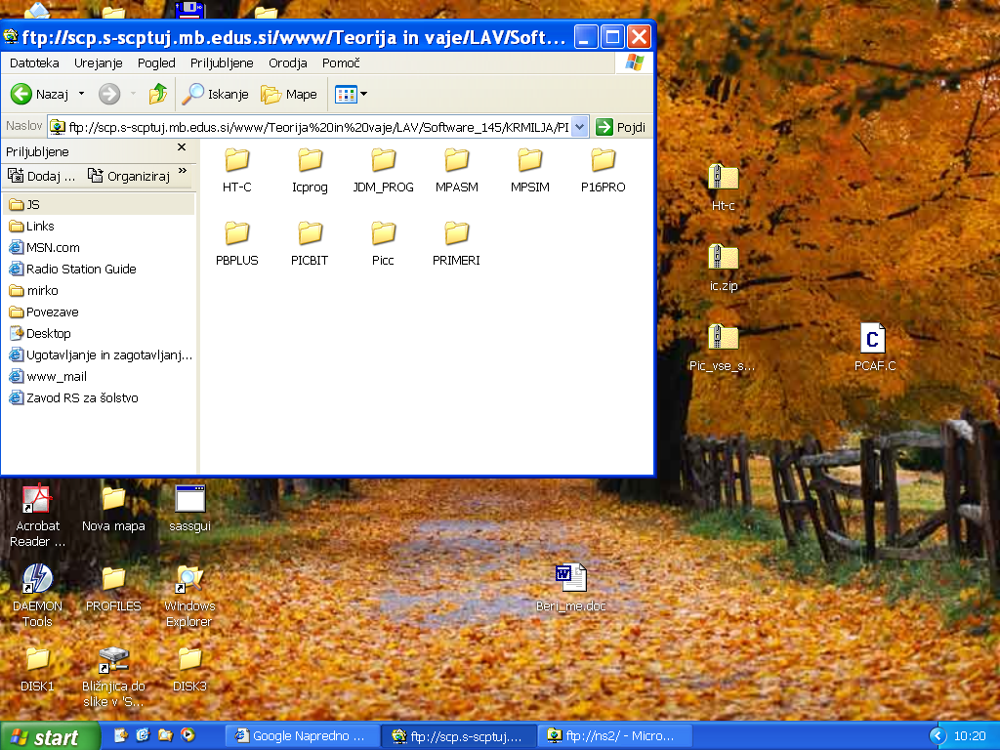 ftp://scp.s-scptuj.mb.edus.si/www/Teorija in vaje/LAV/Soft...
Datoteka Urejanje Pogled Priljubljene Orodja Pomoč
Nazaj Iskanje Mape
Naslov ftp://scp.s-scptuj.mb.edus.si/www/Teorija%20in%20vaje/LAV/Software_145/KRMILJA/PI Pojdi
Priljubljene
Dodaj ... Organiziraj »
JS
Links
MSN.com
Radio Station Guide
mirko
Povezave
Desktop
Ugotavljanje in zagotavljanj...
www_mail
Zavod RS za šolstvo
HT-C Icprog JDM_PROG MPASM MPSIM P16PRO
PBPLUS PICBIT Picc PRIMERI
Ht-c
ic.zip
Pic_vse_s...
C
PCAF.C
Acrobat
Reader ...
Nova mapa
sassgui
DAEMON
Tools
PROFILES
Windows
Explorer
W
Beri_me.doc
DISK1
Bližnjica do
slike v 'S...
DISK3
start
Google Napredno ...
ftp://scp.s-scptuj....
ftp://ns2/ - Micro...
10:20